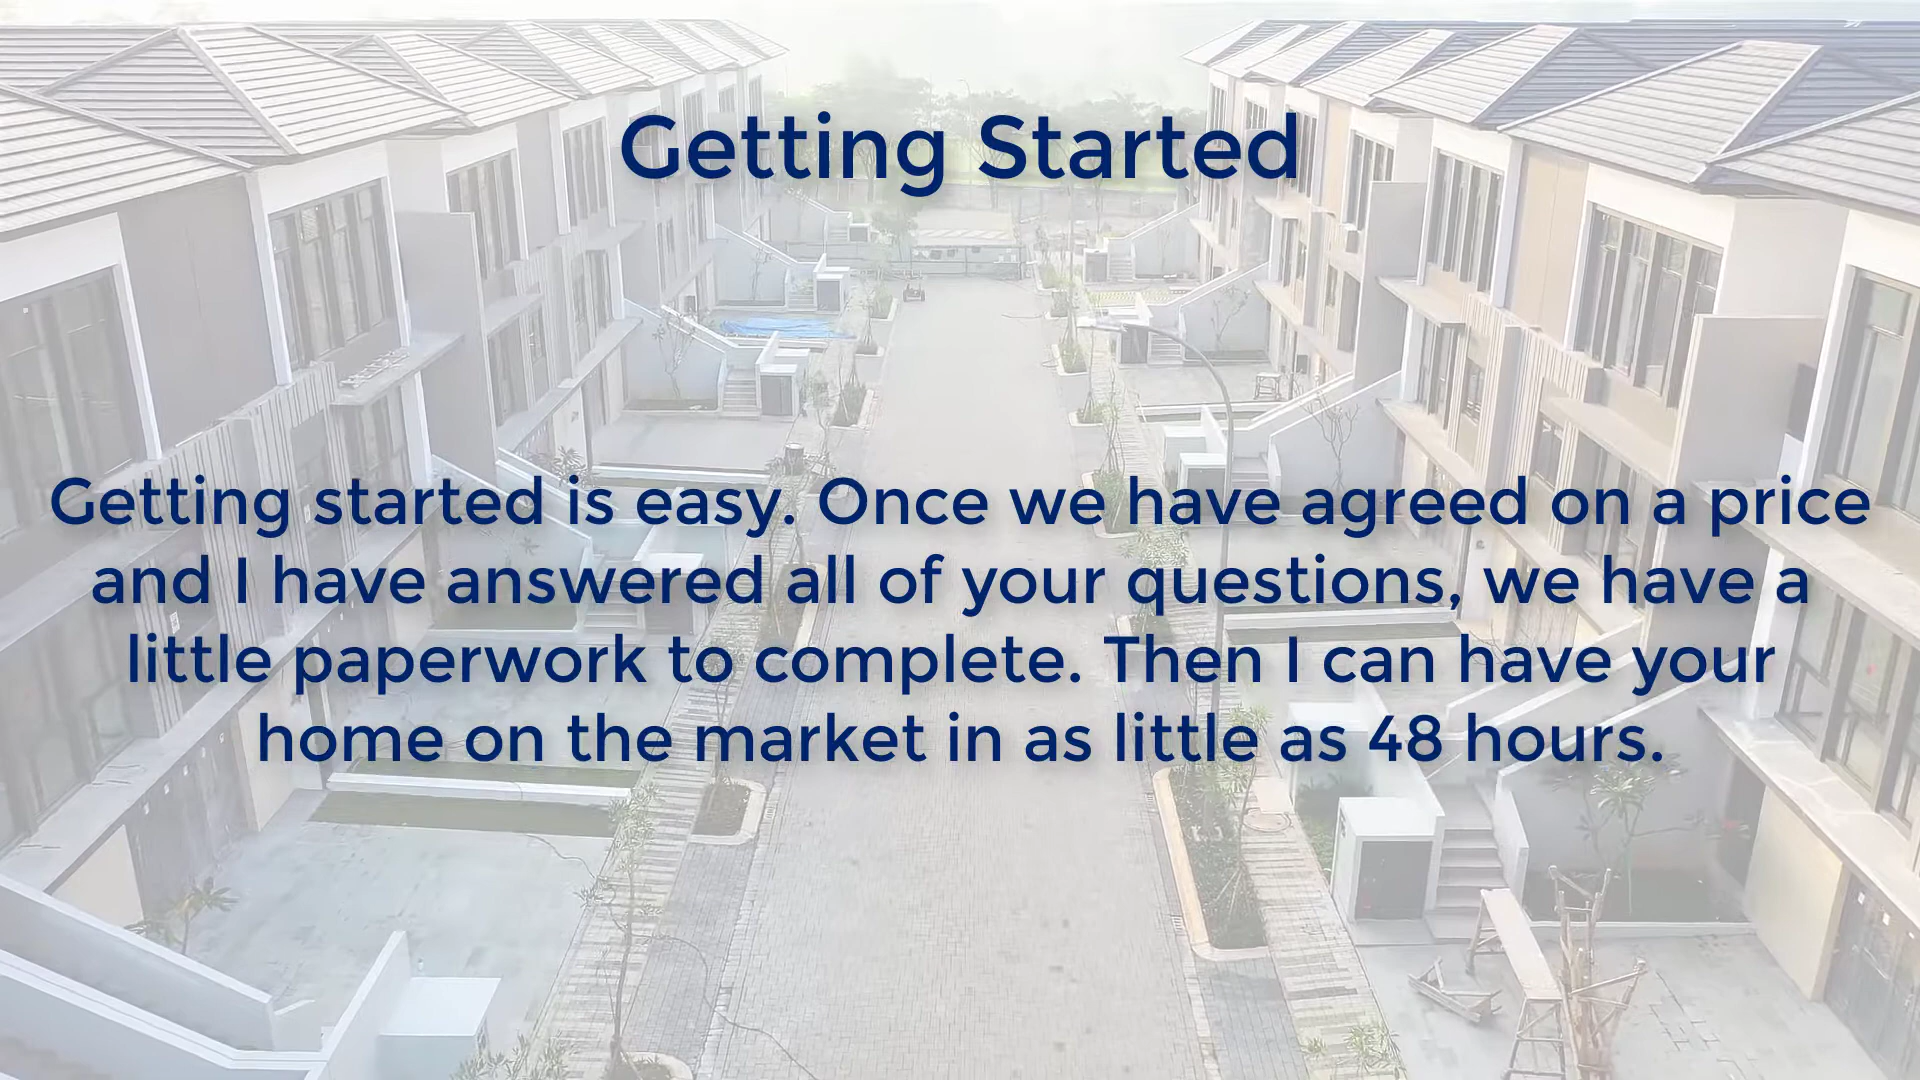 Getting Started
Getting started is easy. Once we have agreed on a price
and I have answered all of your questions, we have a
little paperwork to complete. Then I can have your
home on the market in as little as 48 hours.